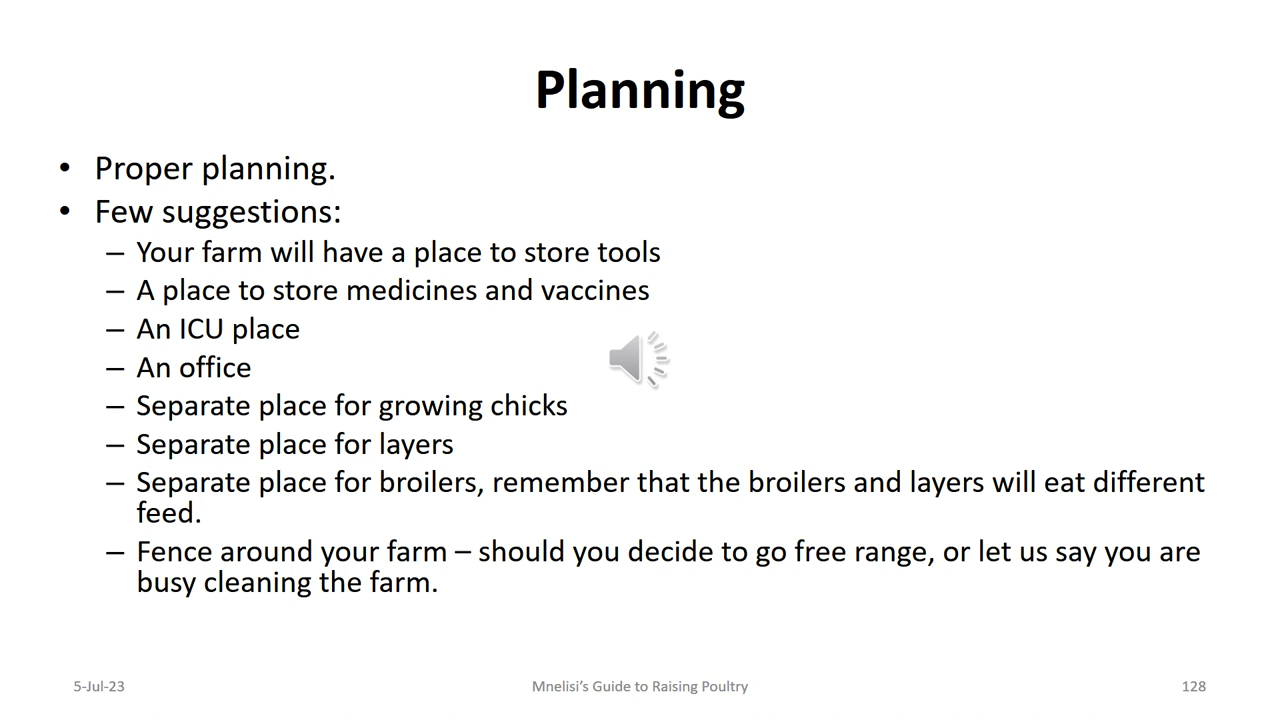 Planning
• Proper planning.
• Few suggestions:
– Your farm will have a place to store tools
– A place to store medicines and vaccines
– An ICU place
– An office
– Separate place for growing chicks
– Separate place for layers
– Separate place for broilers, remember that the broilers and layers will eat different
feed.
– Fence around your farm – should you decide to go free range, or let us say you are
busy cleaning the farm.
5-Jul-23
Mnelisi's Guide to Raising Poultry
128